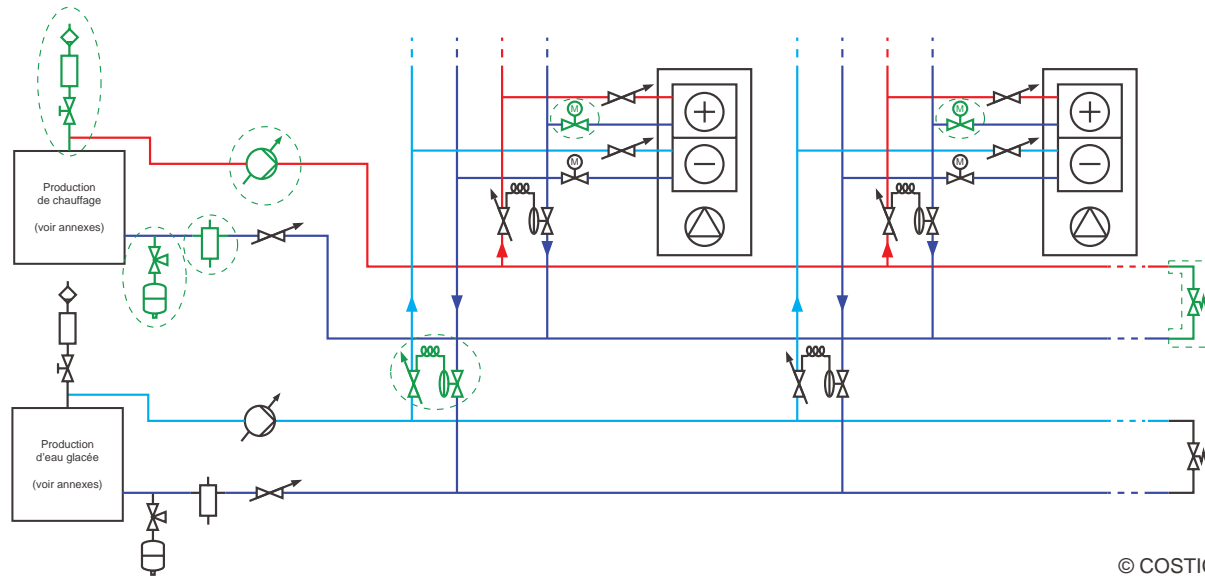 M
M
M
M
Production
de chauffage
(voir annexes)
Production
d'eau glacée
(voir annexes)
© COSTIC